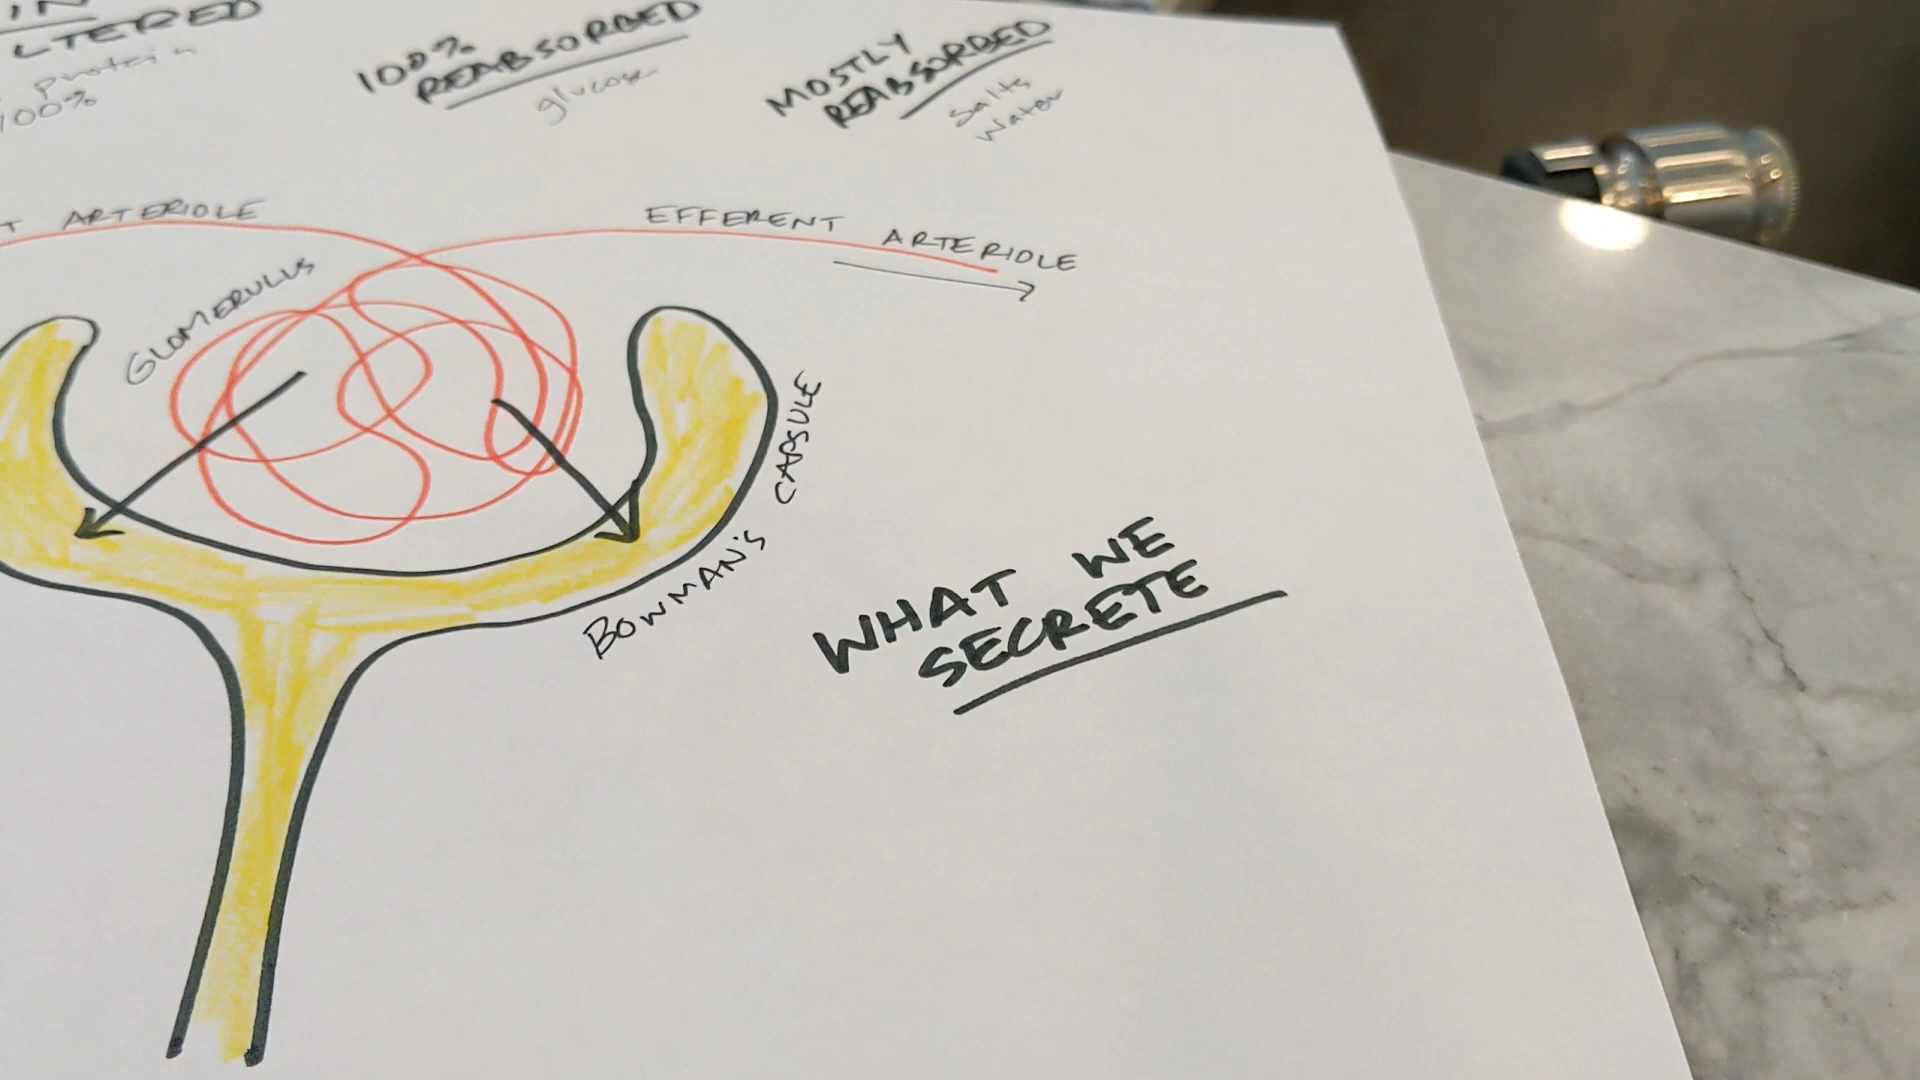 IN
LTERED
protein
100%
100%
REABSORBED
glucose
MOSTLY
REABSORBED
Salts
Water
T ARTERIOLE
EFFERENT ARTERIOLE
GLOMERULUS
BOWMAN'S CAPSULE
WHAT WE
SECRETE